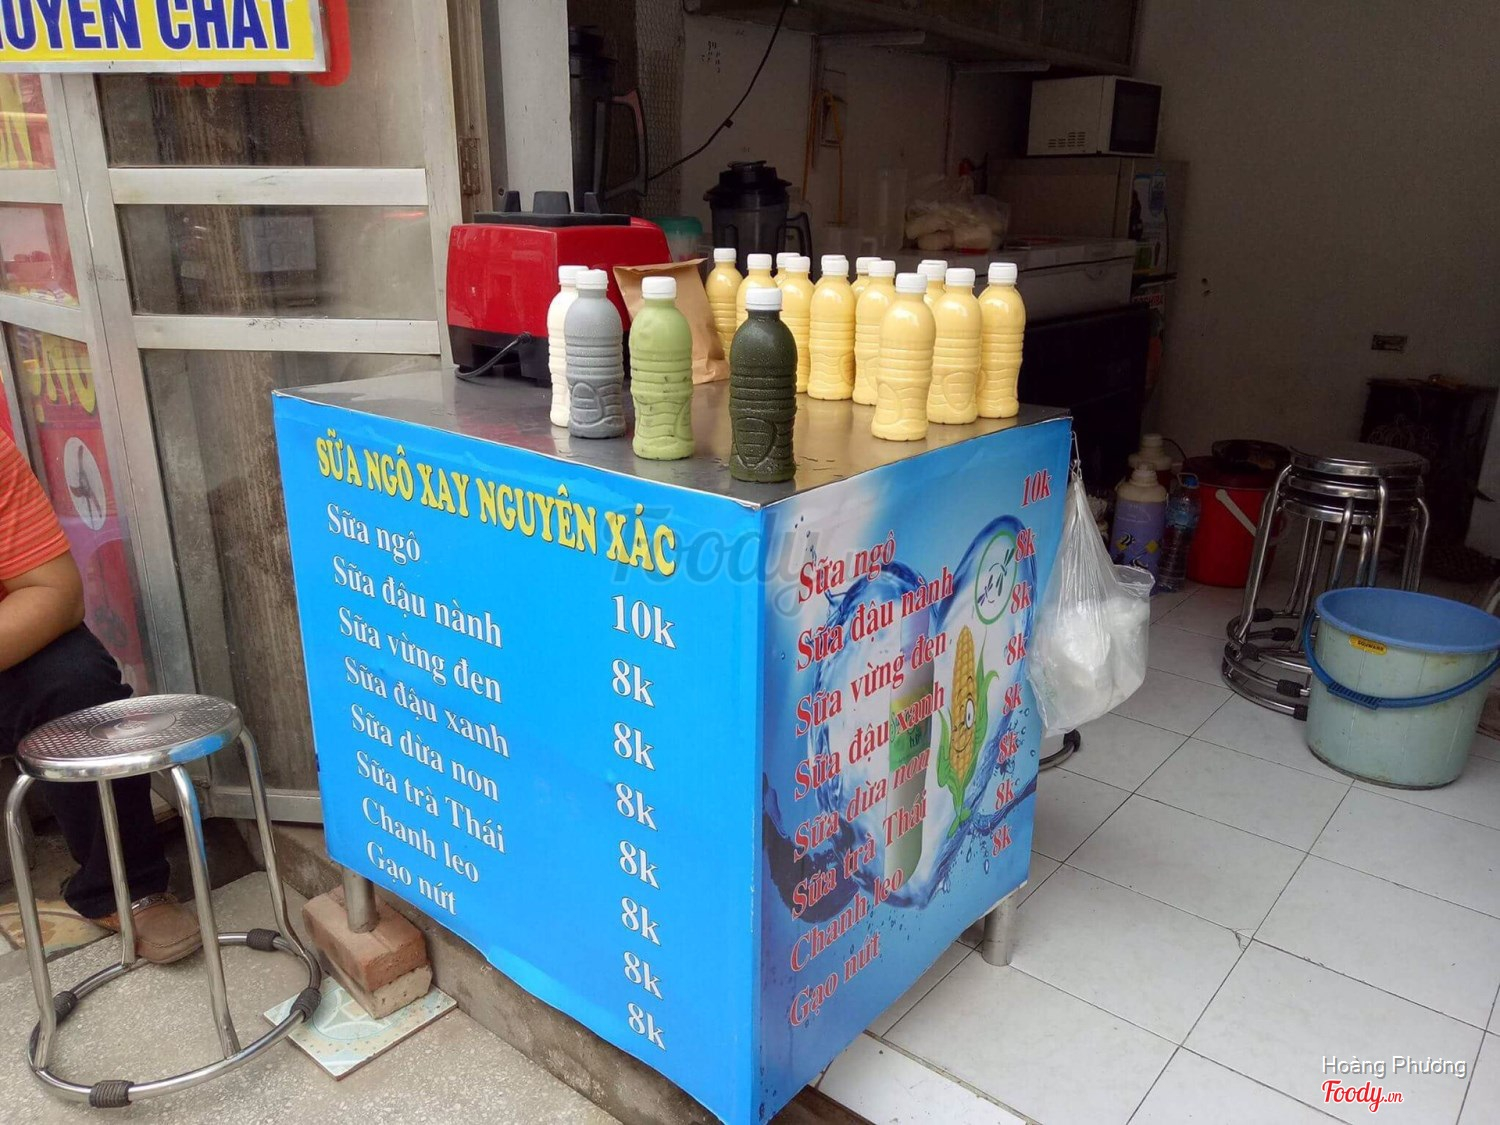 UYÊN CHẤT
SỮA NGÔ XAY NGUYÊN XÁC
Sữa ngô 10k
Sữa đậu nành 8k
Sữa vừng đen 8k
Sữa đậu xanh 8k
Sữa dừa non 8k
Sữa trà Thái 8k
Chanh leo 8k
Gạo nứt 8k
Sữa ngô 10k
Sữa đậu nành 8k
Sữa vừng đen 8k
Sữa đậu xanh 8k
Sữa dừa non 8k
Sữa trà Thái 8k
Chanh leo 8k
Gạo nứt 8k
Foody
Hoàng Phương
Foody.vn